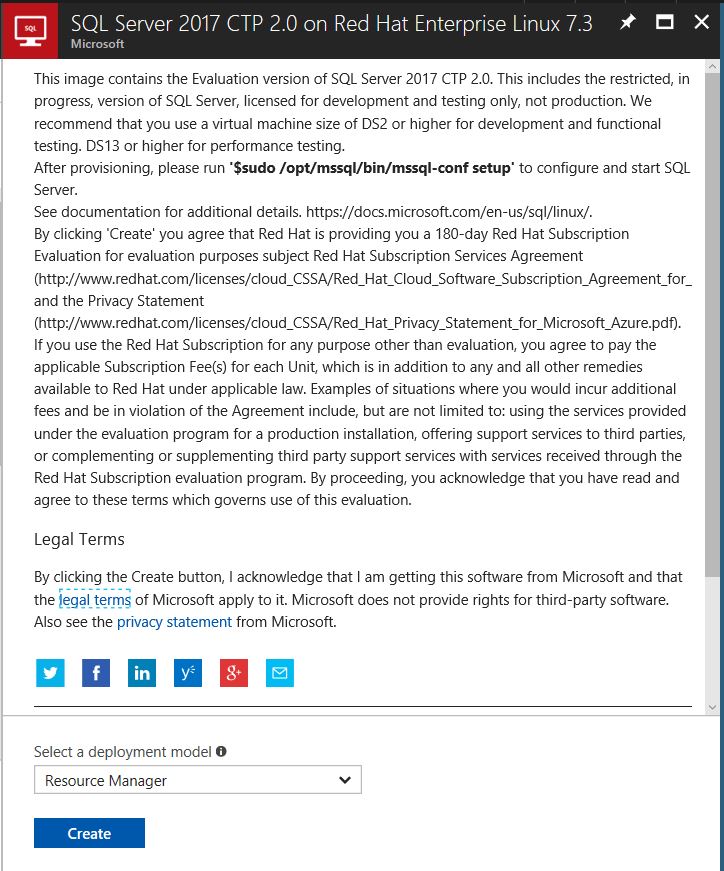 SQL
SQL Server 2017 CTP 2.0 on Red Hat Enterprise Linux 7.3
Microsoft
This image contains the Evaluation version of SQL Server 2017 CTP 2.0. This includes the restricted, in
progress, version of SQL Server, licensed for development and testing only, not production. We
recommend that you use a virtual machine size of DS2 or higher for development and functional
testing. DS13 or higher for performance testing.
After provisioning, please run '$sudo /opt/mssql/bin/mssql-conf setup' to configure and start SQL
Server.
See documentation for additional details. https://docs.microsoft.com/en-us/sql/linux/.
By clicking 'Create' you agree that Red Hat is providing you a 180-day Red Hat Subscription
Evaluation for evaluation purposes subject Red Hat Subscription Services Agreement
(http://www.redhat.com/licenses/cloud_CSSA/Red_Hat_Cloud_Software_Subscription_Agreement_for_
and the Privacy Statement
(http://www.redhat.com/licenses/cloud_CSSA/Red_Hat_Privacy_Statement_for_Microsoft_Azure.pdf).
If you use the Red Hat Subscription for any purpose other than evaluation, you agree to pay the
applicable Subscription Fee(s) for each Unit, which is in addition to any and all other remedies
available to Red Hat under applicable law. Examples of situations where you would incur additional
fees and be in violation of the Agreement include, but are not limited to: using the services provided
under the evaluation program for a production installation, offering support services to third parties,
or complementing or supplementing third party support services with services received through the
Red Hat Subscription evaluation program. By proceeding, you acknowledge that you have read and
agree to these terms which governs use of this evaluation.
Legal Terms
By clicking the Create button, I acknowledge that I am getting this software from Microsoft and that
the legal terms of Microsoft apply to it. Microsoft does not provide rights for third-party software.
Also see the privacy statement from Microsoft.
Select a deployment model
Resource Manager
Create